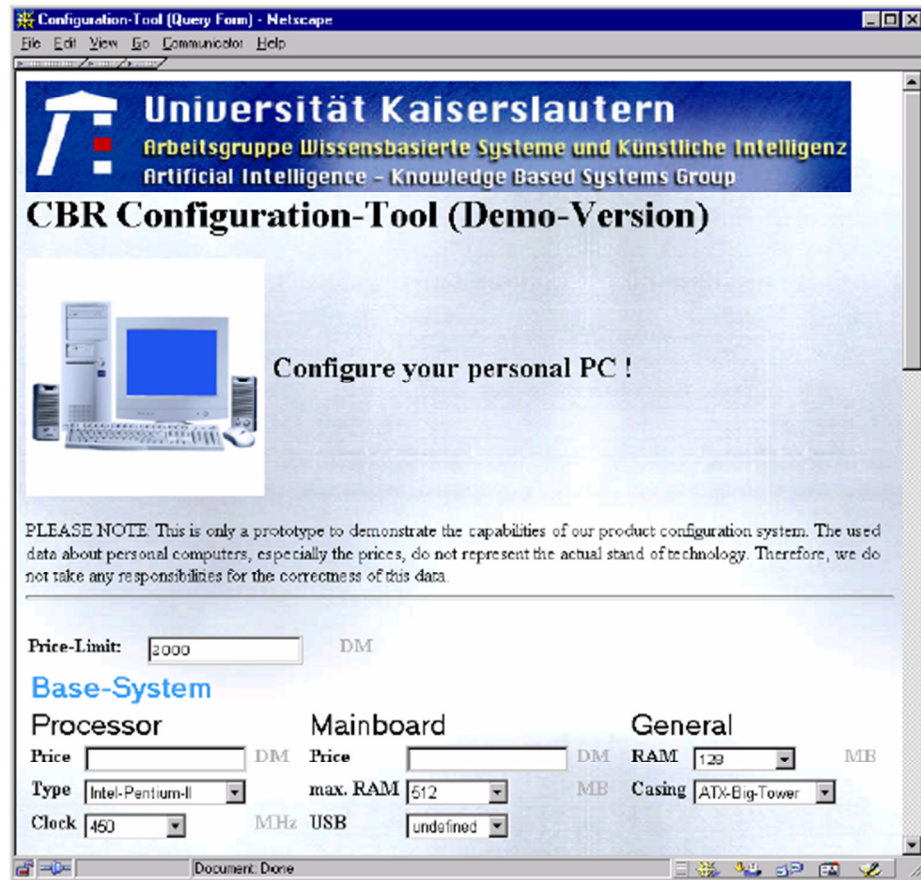 Configuration-Tool (Query Form) - Netscape
File Edit View Go Communicator Help
Universität Kaiserslautern
Arbeitsgruppe Wissensbasierte Systeme und Künstliche Intelligenz
Artificial Intelligence - Knowledge Based Systems Group
CBR Configuration-Tool (Demo-Version)
Configure your personal PC !
PLEASE NOTE: This is only a prototype to demonstrate the capabilities of our product configuration system. The used
data about personal computers, especially the prices, do not represent the actual stand of technology. Therefore, we do
not take any responsibilities for the correctness of this data.
Price-Limit: 2000 DM
Base-System
Processor Mainboard General
Price DM Price DM RAM 128 MB
Type Intel-Pentium-II max. RAM 512 MB Casing ATX-Big-Tower
Clock 450 MHz USB undefined
Document: Done